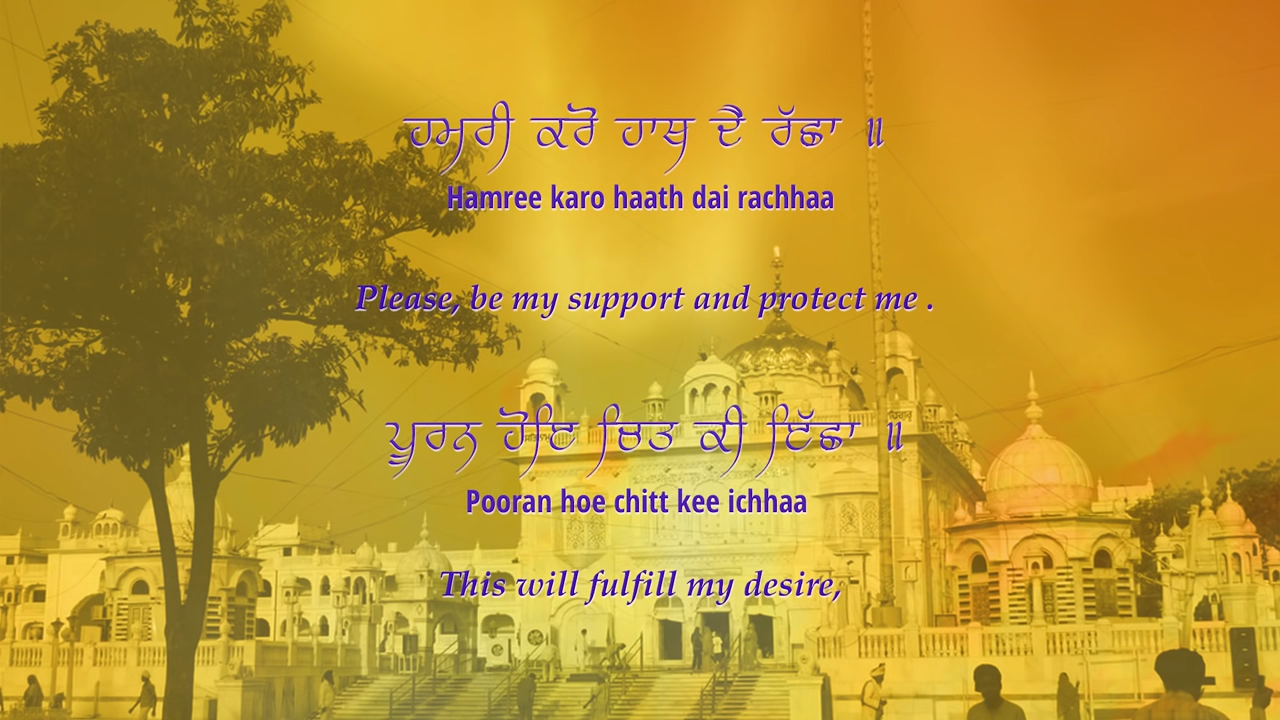 ਹਮਰੀ ਕਰੋ ਹਾਥ ਦੈ ਰੱਛਾ ॥
Hamree karo haath dai rachhaa
Please, be my support and protect me .
ਪੂਰਨ ਹੋਇ ਚਿਤ ਕੀ ਇੱਛਾ ॥
Pooran hoe chitt kee ichhaa
This will fulfill my desire,